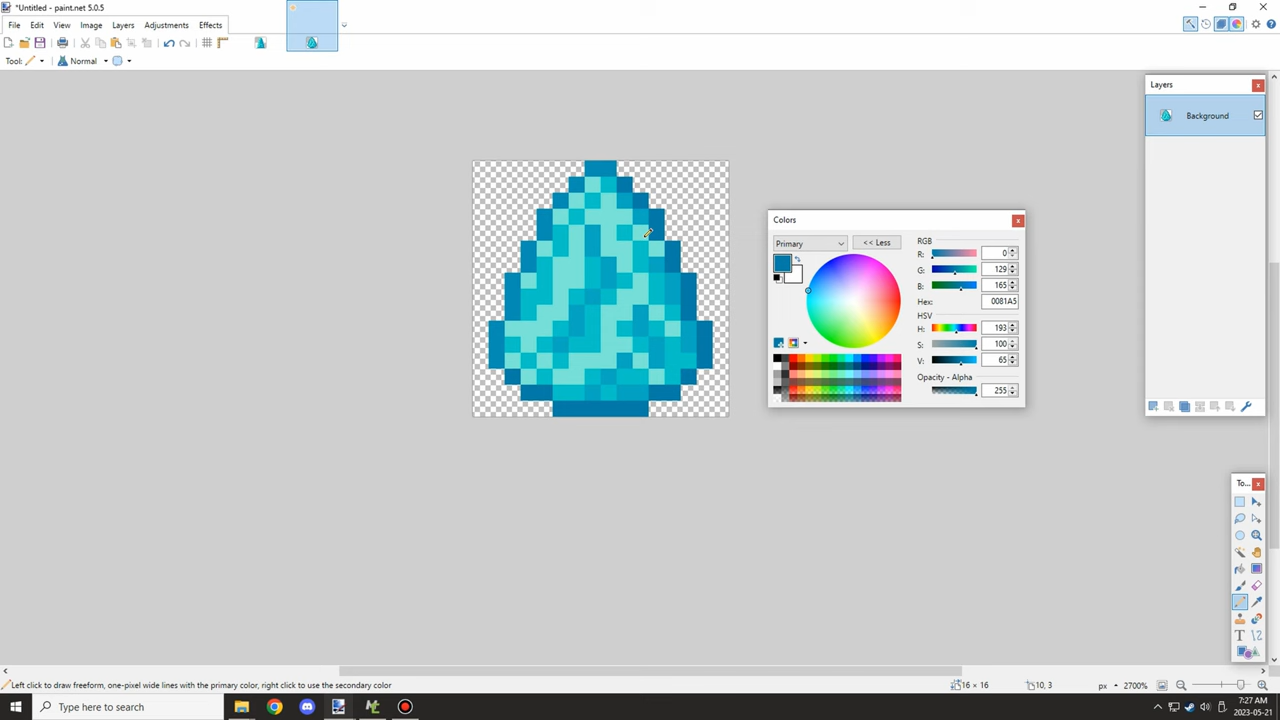 *Untitled - paint.net 5.0.5
File Edit View Image Layers Adjustments Effects
Tool:
Normal
Layers
Background
Colors
Primary
<< Less
RGB
R: 0
G: 129
B: 165
Hex: 0081A5
HSV
H: 193
S: 100
V: 65
Opacity - Alpha
255
To...
Left click to draw freeform, one-pixel wide lines with the primary color, right click to use the secondary color
16 × 16
10, 3
px
2700%
Type here to search
7:27 AM
2023-05-21